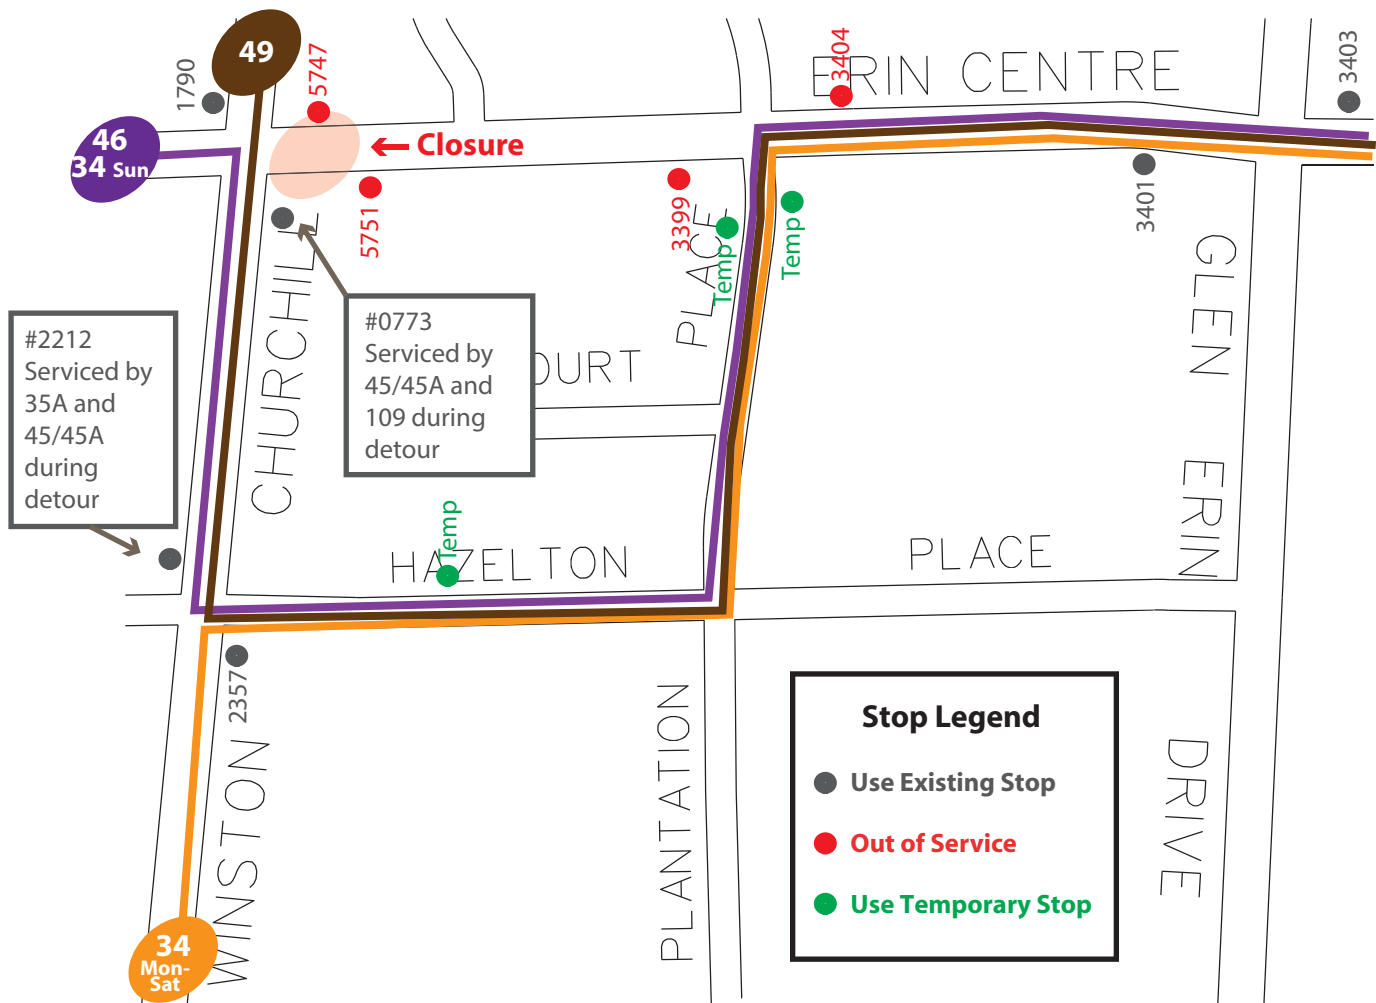 49
1790
5747
3404
ERIN CENTRE
3403
46
34 Sun
Closure
5751
3399
PLACE
Temp
Temp
3401
GLEN ERIN DRIVE
WINSTON CHURCHILL
#2212
Serviced by
35A and
45/45A
during
detour
#0773
Serviced by
45/45A and
109 during
detour
OURT
Temp
HAZELTON
PLACE
2357
PLANTATION
34
Mon-
Sat
Stop Legend
Use Existing Stop
Out of Service
Use Temporary Stop